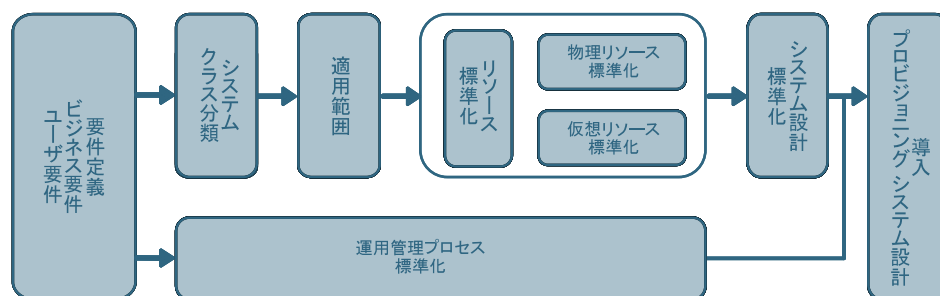 要件定義
ビジネス要件
ユーザ要件
システム
クラス分類
適用範囲
リソース
標準化
物理リソース
標準化
仮想リソース
標準化
システム設計
標準化
導入
プロビジョニング システム設計
運用管理プロセス
標準化